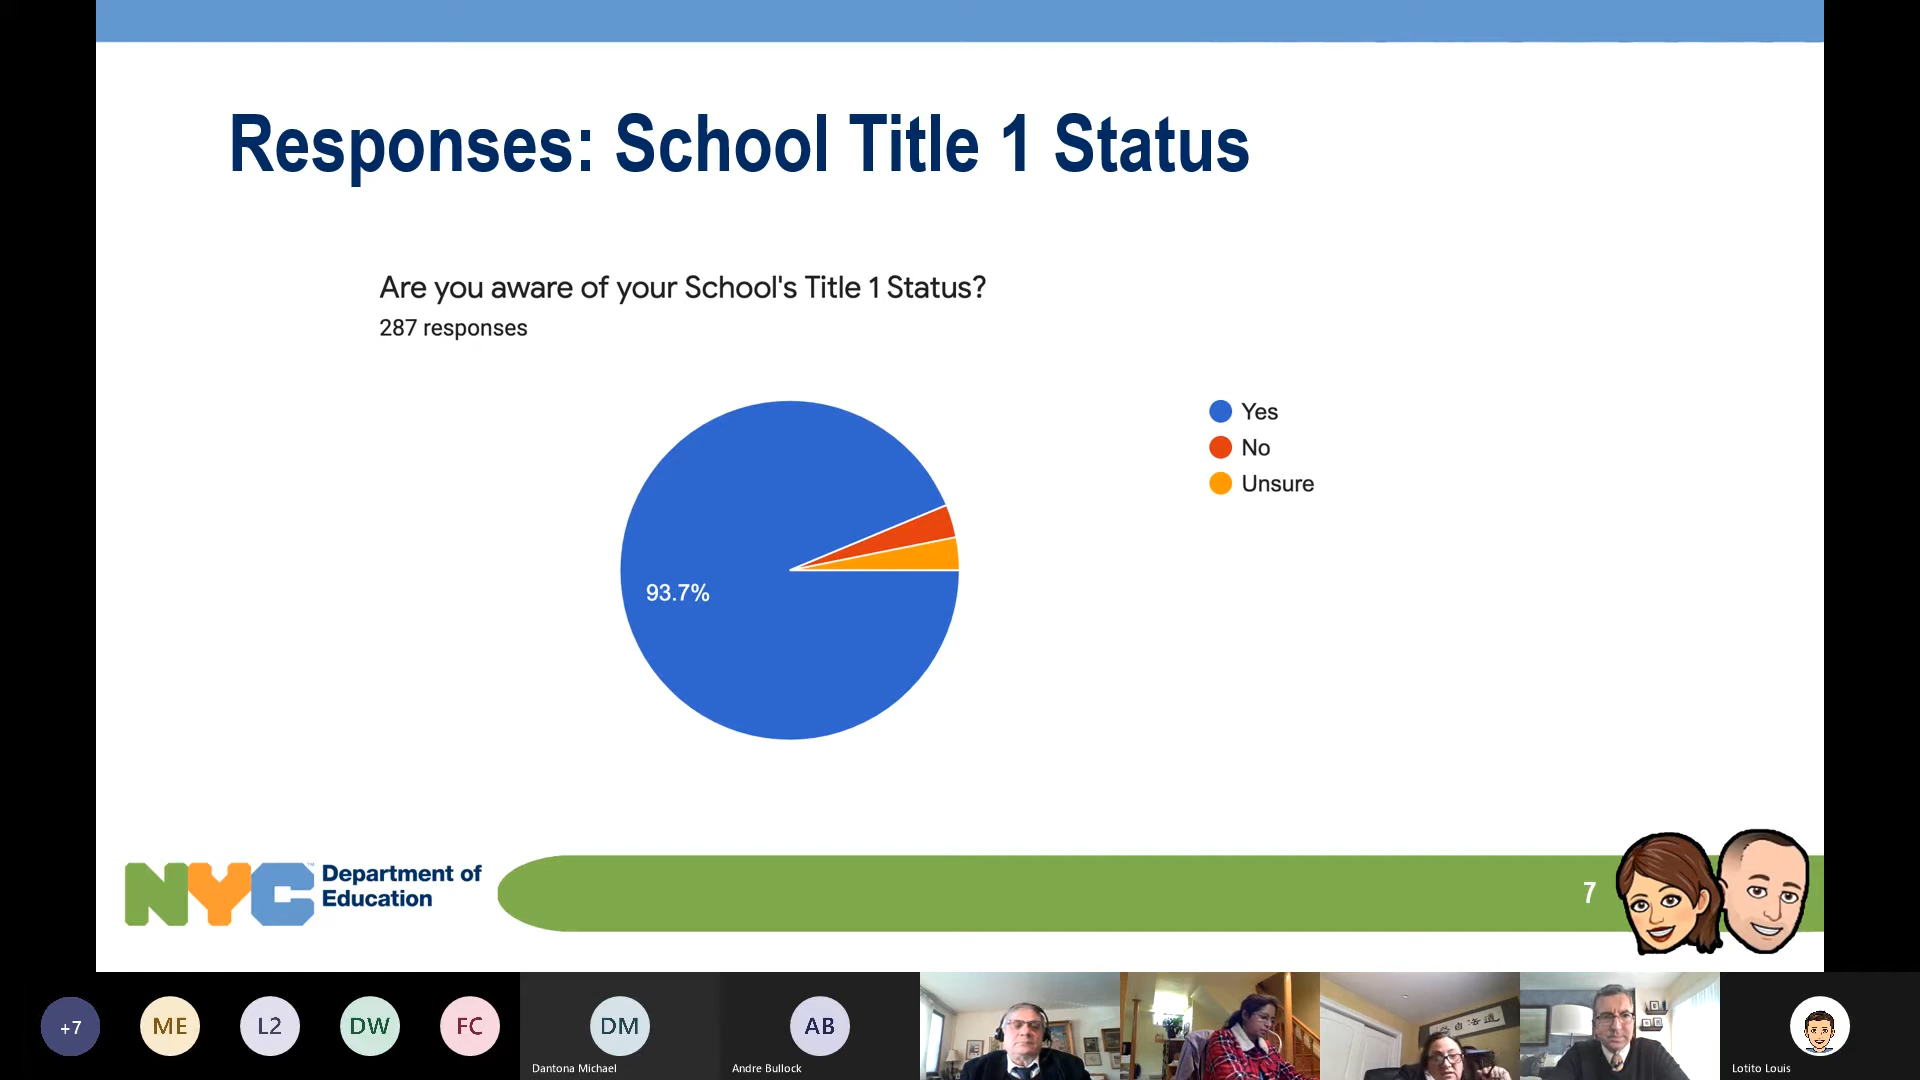 Responses: School Title 1 Status
Are you aware of your School's Title 1 Status?
287 responses
Yes
No
Unsure
93.7%
NYC
Department of
Education
7
+7
ME
L2
DW
FC
DM
AB
Dantona Michael
Andre Bullock
Lotito Louis